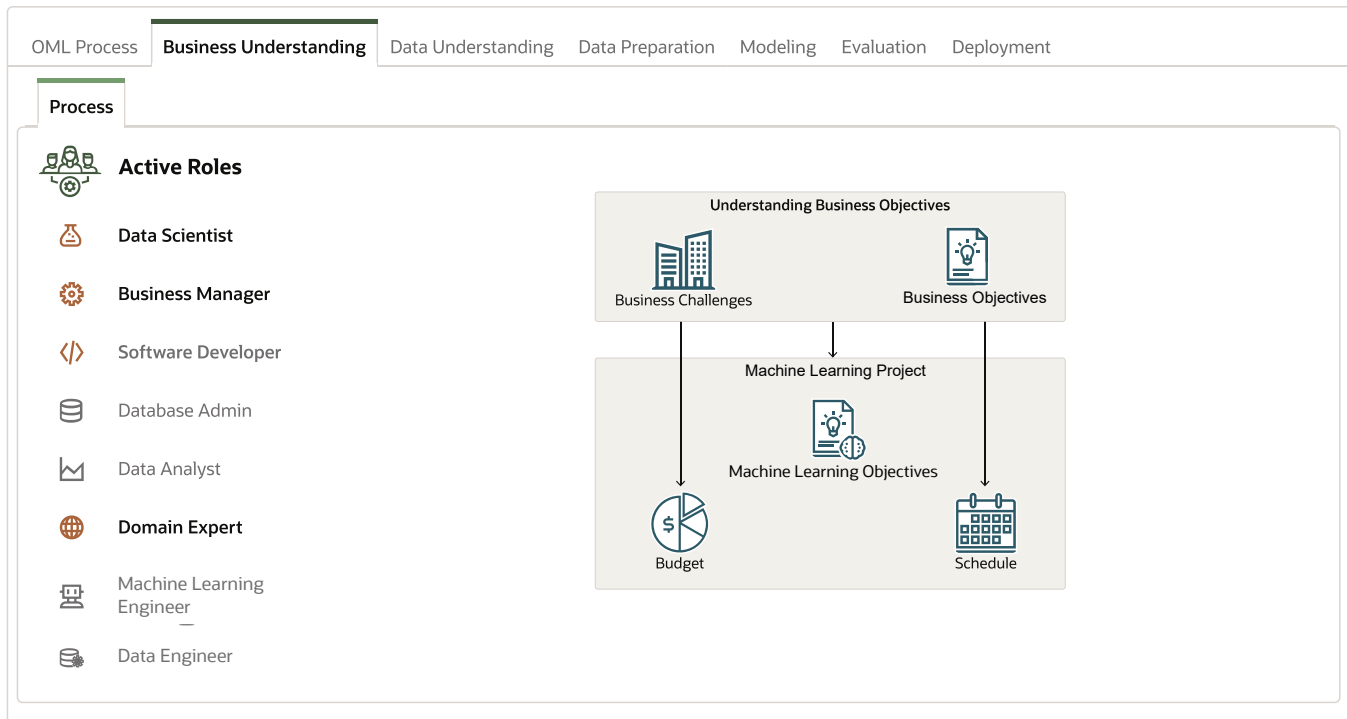 OML Process
Business Understanding
Data Understanding
Data Preparation
Modeling
Evaluation
Deployment
Process
Active Roles
Data Scientist
Business Manager
Software Developer
Database Admin
Data Analyst
Domain Expert
Machine Learning
Engineer
Data Engineer
Understanding Business Objectives
Business Challenges
Business Objectives
Machine Learning Project
Machine Learning Objectives
$
Budget
Schedule